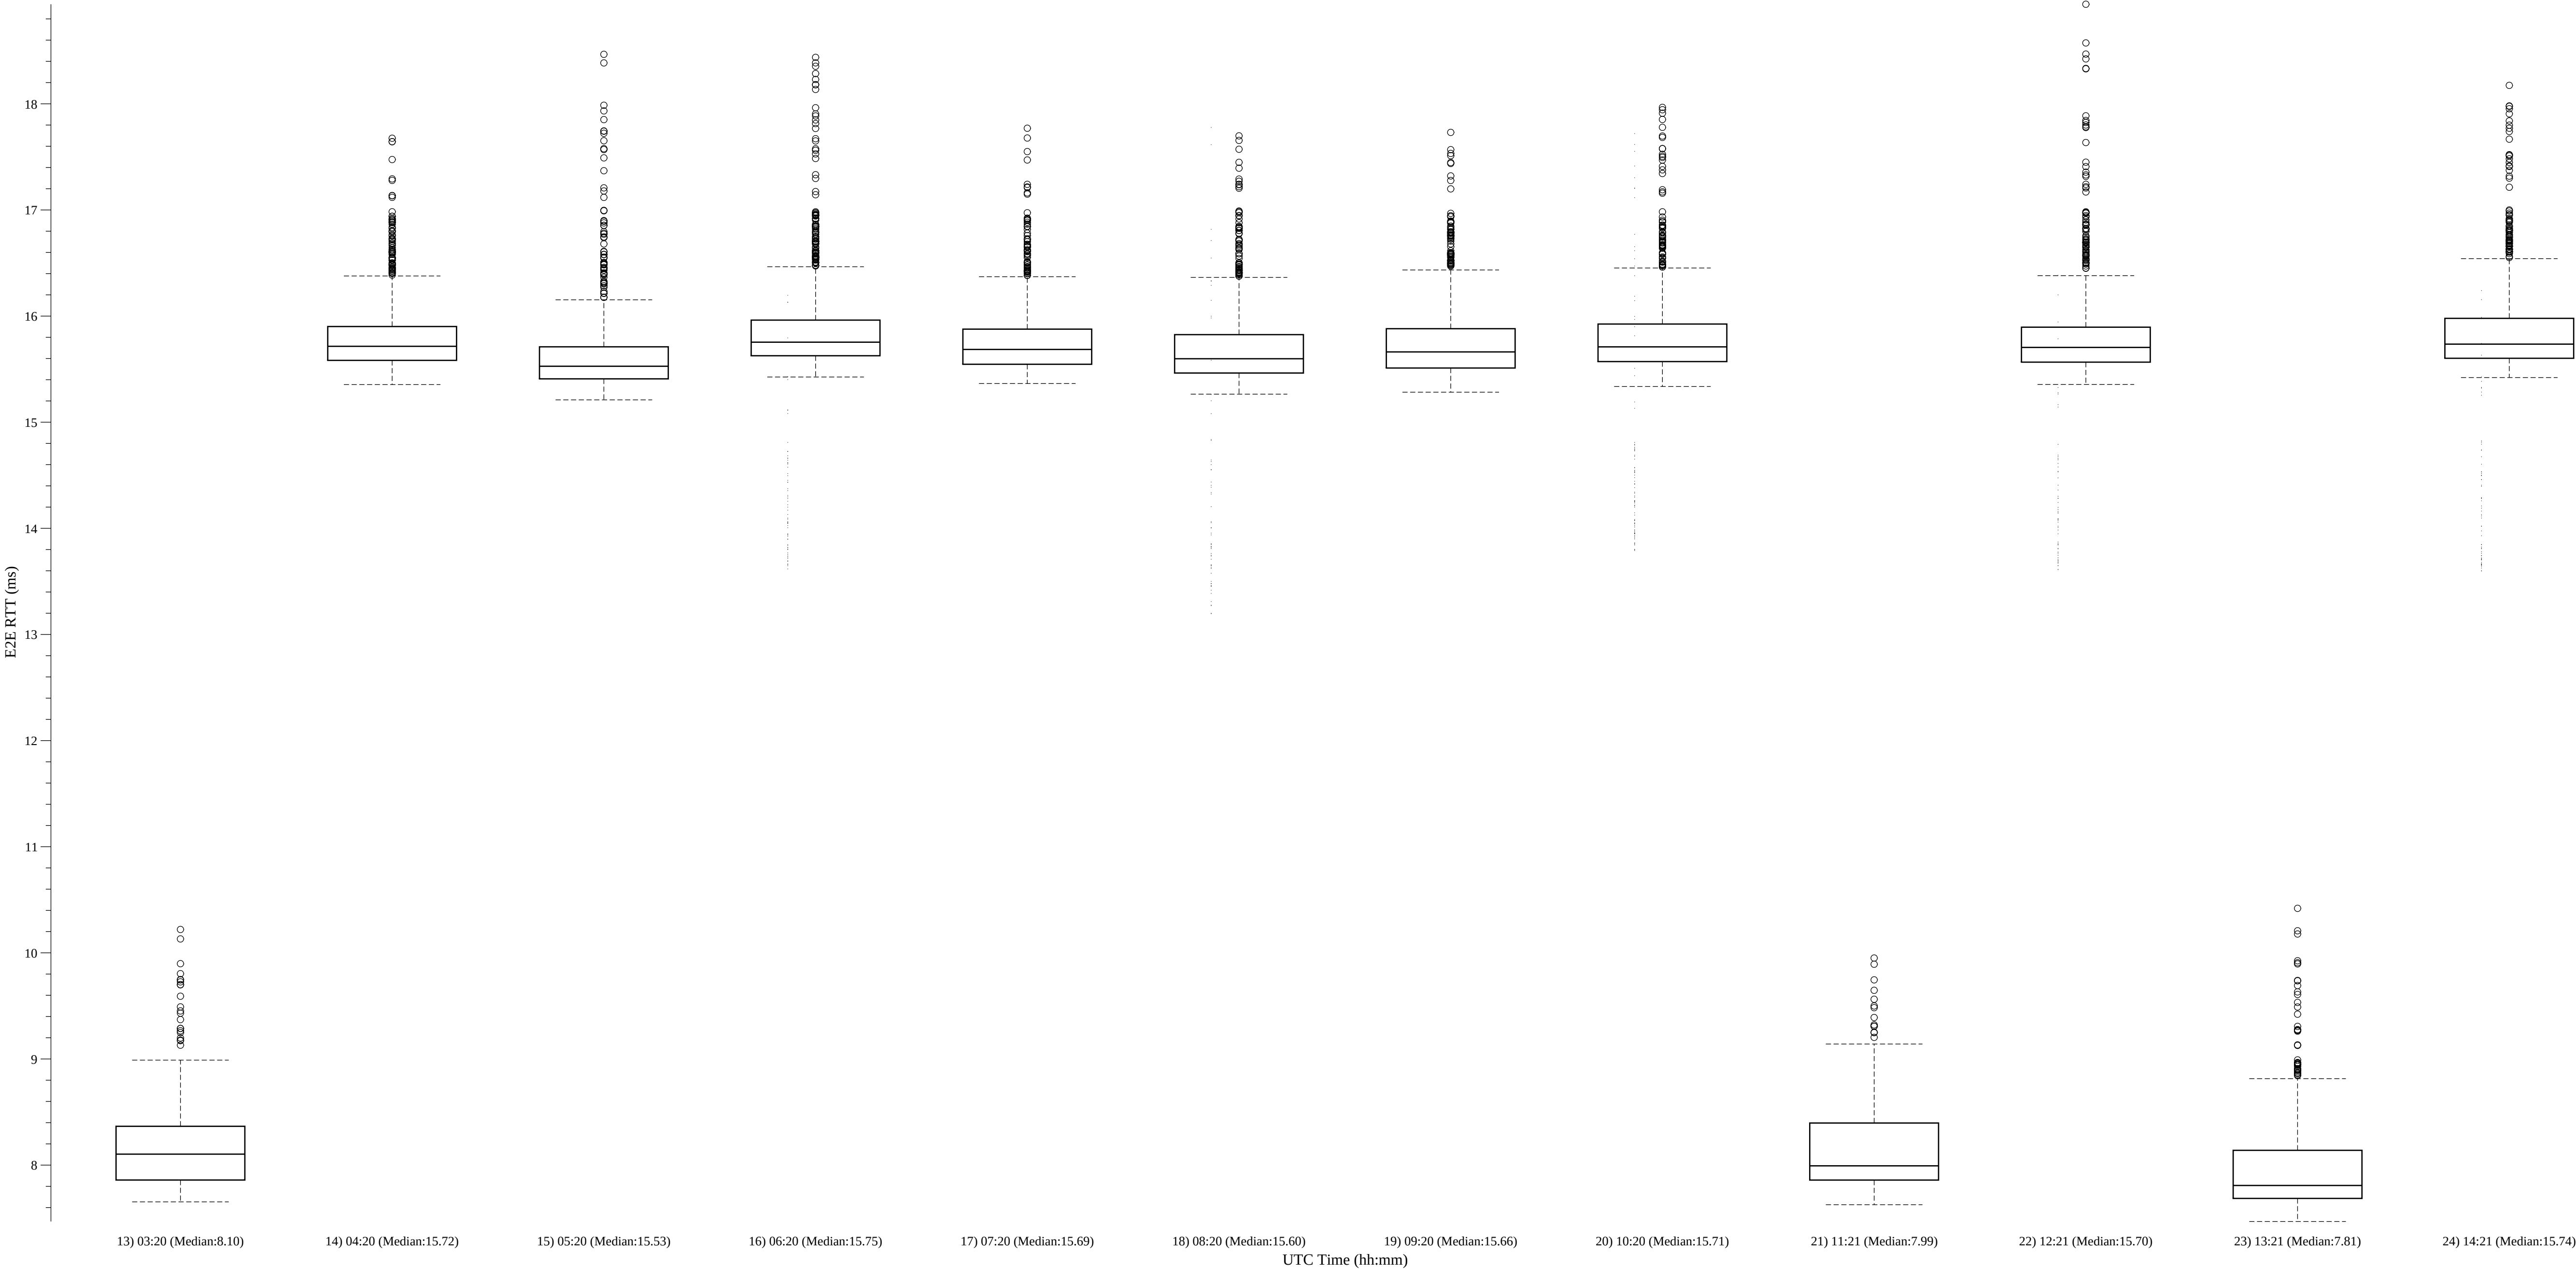 18
17
16
15
14
13
12
11
10
9
8
E2E RTT (ms)
13) 03:20 (Median:8.10)
14) 04:20 (Median:15.72)
15) 05:20 (Median:15.53)
16) 06:20 (Median:15.75)
17) 07:20 (Median:15.69)
18) 08:20 (Median:15.60)
19) 09:20 (Median:15.66)
20) 10:20 (Median:15.71)
21) 11:21 (Median:7.99)
22) 12:21 (Median:15.70)
23) 13:21 (Median:7.81)
24) 14:21 (Median:15.74)
UTC Time (hh:mm)